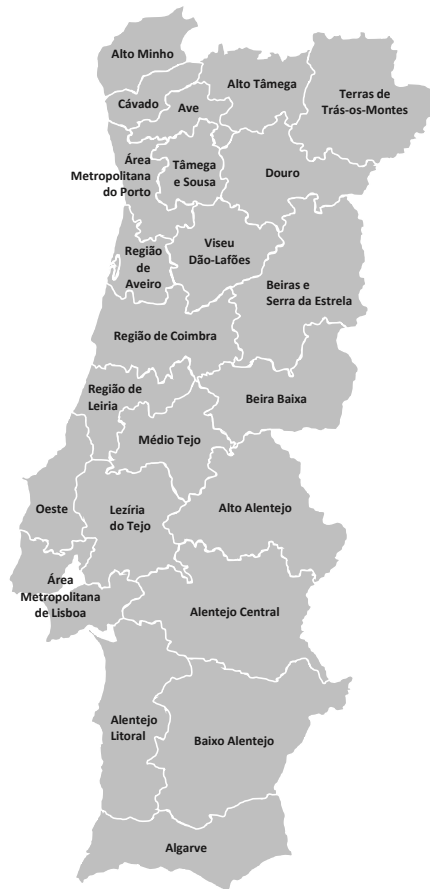 Alto Minho
Alto Tâmega
Terras de
Trás-os-Montes
Cávado
Ave
Área
Metropolitana
do Porto
Tâmega
e Sousa
Douro
Viseu
Dão-Lafões
Região
de
Aveiro
Beiras e
Serra da Estrela
Região de Coimbra
Região de
Leiria
Beira Baixa
Médio Tejo
Oeste
Lezíria
do Tejo
Alto Alentejo
Área
Metropolitana
de Lisboa
Alentejo Central
Alentejo
Litoral
Baixo Alentejo
Algarve